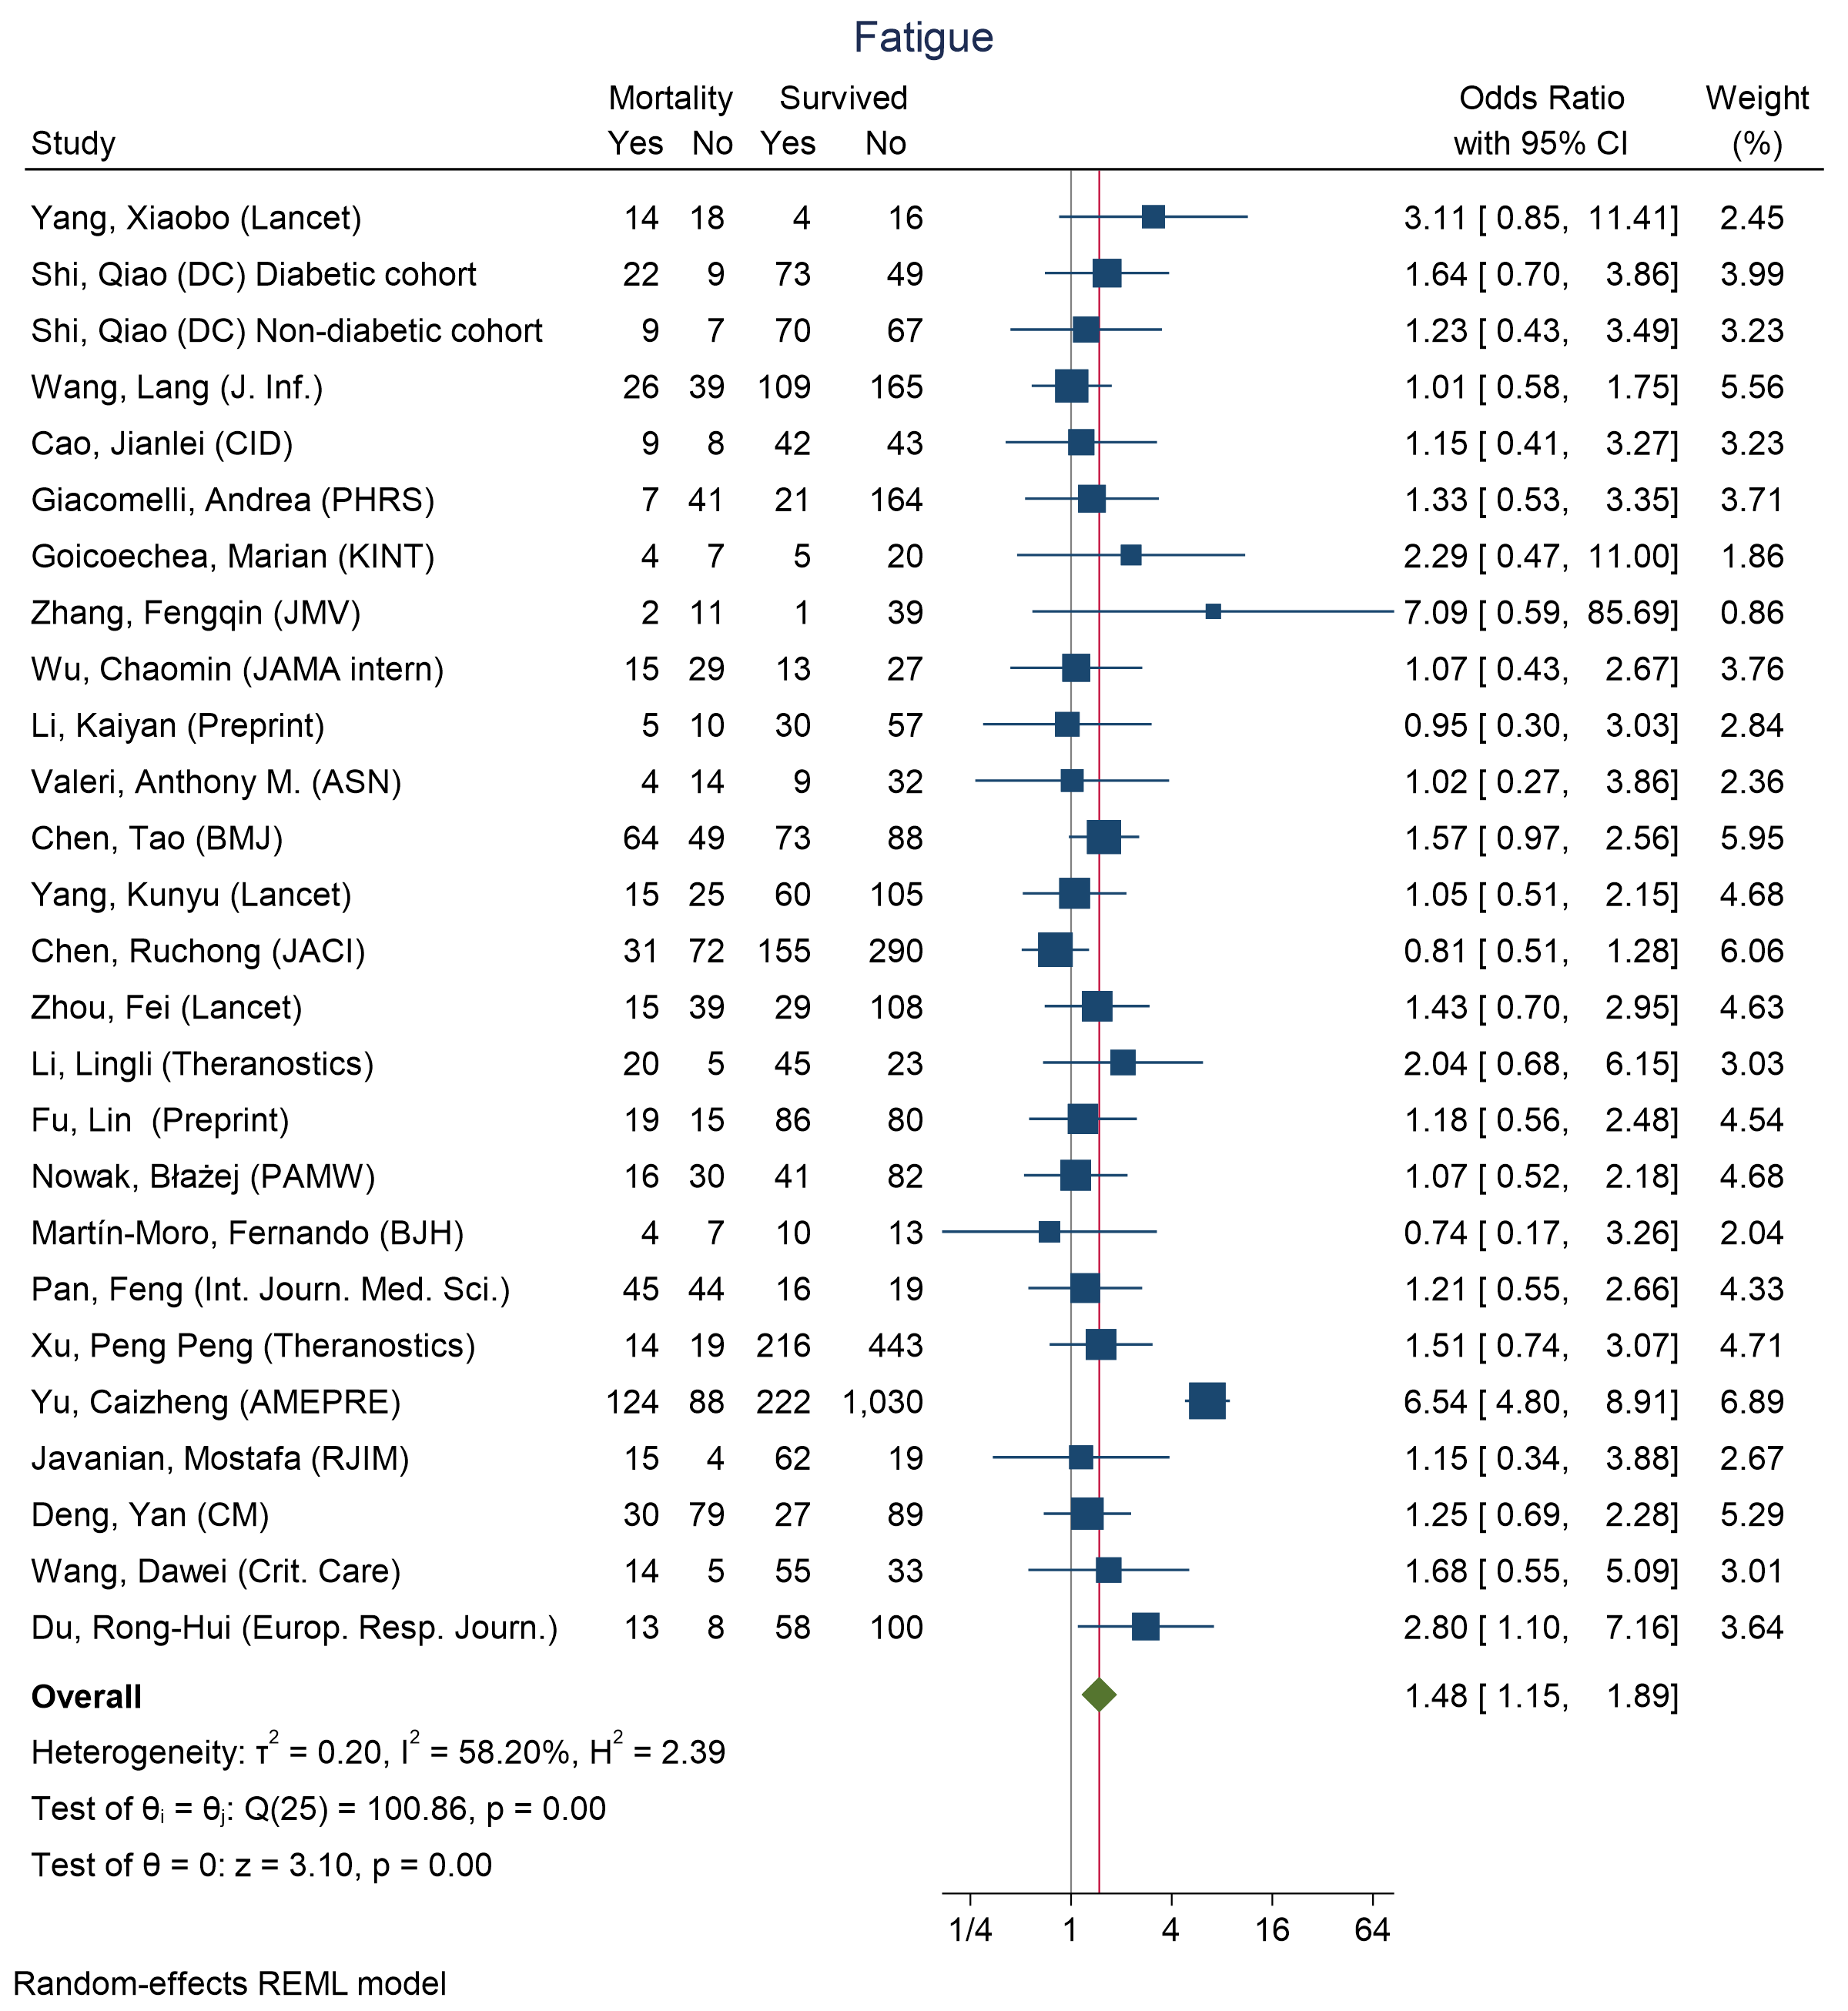 Fatigue
Mortality Survived Odds Ratio Weight
Study Yes No Yes No with 95% CI (%)
Yang, Xiaobo (Lancet) 14 18 4 16 3.11 [ 0.85, 11.41] 2.45
Shi, Qiao (DC) Diabetic cohort 22 9 73 49 1.64 [ 0.70, 3.86] 3.99
Shi, Qiao (DC) Non-diabetic cohort 9 7 70 67 1.23 [ 0.43, 3.49] 3.23
Wang, Lang (J. Inf.) 26 39 109 165 1.01 [ 0.58, 1.75] 5.56
Cao, Jianlei (CID) 9 8 42 43 1.15 [ 0.41, 3.27] 3.23
Giacomelli, Andrea (PHRS) 7 41 21 164 1.33 [ 0.53, 3.35] 3.71
Goicoechea, Marian (KINT) 4 7 5 20 2.29 [ 0.47, 11.00] 1.86
Zhang, Fengqin (JMV) 2 11 1 39 7.09 [ 0.59, 85.69] 0.86
Wu, Chaomin (JAMA intern) 15 29 13 27 1.07 [ 0.43, 2.67] 3.76
Li, Kaiyan (Preprint) 5 10 30 57 0.95 [ 0.30, 3.03] 2.84
Valeri, Anthony M. (ASN) 4 14 9 32 1.02 [ 0.27, 3.86] 2.36
Chen, Tao (BMJ) 64 49 73 88 1.57 [ 0.97, 2.56] 5.95
Yang, Kunyu (Lancet) 15 25 60 105 1.05 [ 0.51, 2.15] 4.68
Chen, Ruchong (JACI) 31 72 155 290 0.81 [ 0.51, 1.28] 6.06
Zhou, Fei (Lancet) 15 39 29 108 1.43 [ 0.70, 2.95] 4.63
Li, Lingli (Theranostics) 20 5 45 23 2.04 [ 0.68, 6.15] 3.03
Fu, Lin (Preprint) 19 15 86 80 1.18 [ 0.56, 2.48] 4.54
Nowak, Błażej (PAMW) 16 30 41 82 1.07 [ 0.52, 2.18] 4.68
Martín-Moro, Fernando (BJH) 4 7 10 13 0.74 [ 0.17, 3.26] 2.04
Pan, Feng (Int. Journ. Med. Sci.) 45 44 16 19 1.21 [ 0.55, 2.66] 4.33
Xu, Peng Peng (Theranostics) 14 19 216 443 1.51 [ 0.74, 3.07] 4.71
Yu, Caizheng (AMEPRE) 124 88 222 1,030 6.54 [ 4.80, 8.91] 6.89
Javanian, Mostafa (RJIM) 15 4 62 19 1.15 [ 0.34, 3.88] 2.67
Deng, Yan (CM) 30 79 27 89 1.25 [ 0.69, 2.28] 5.29
Wang, Dawei (Crit. Care) 14 5 55 33 1.68 [ 0.55, 5.09] 3.01
Du, Rong-Hui (Europ. Resp. Journ.) 13 8 58 100 2.80 [ 1.10, 7.16] 3.64
Overall 1.48 [ 1.15, 1.89]
Heterogeneity: τ² = 0.20, I² = 58.20%, H² = 2.39
Test of θᵢ = θⱼ: Q(25) = 100.86, p = 0.00
Test of θ = 0: z = 3.10, p = 0.00
1/4 1 4 16 64
Random-effects REML model